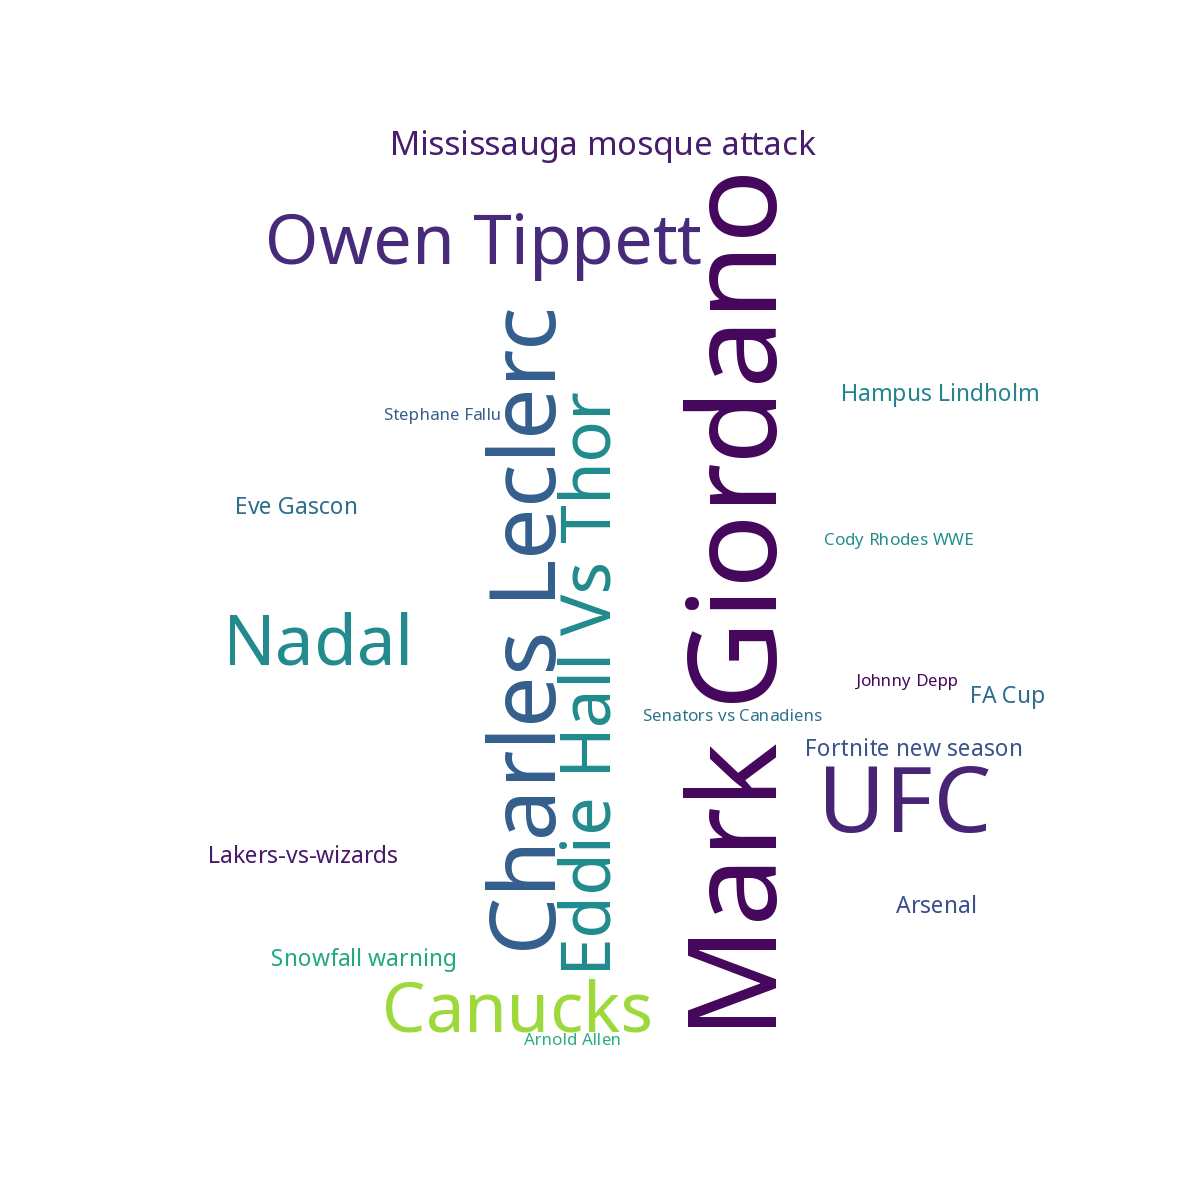 Mississauga mosque attack
Owen Tippett
Mark Giordano
Charles Leclerc
Eddie Hall Vs Thor
Hampus Lindholm
Stephane Fallu
Eve Gascon
Cody Rhodes WWE
Nadal
Johnny Depp
FA Cup
Senators vs Canadiens
Fortnite new season
UFC
Lakers-vs-wizards
Arsenal
Snowfall warning
Canucks
Arnold Allen